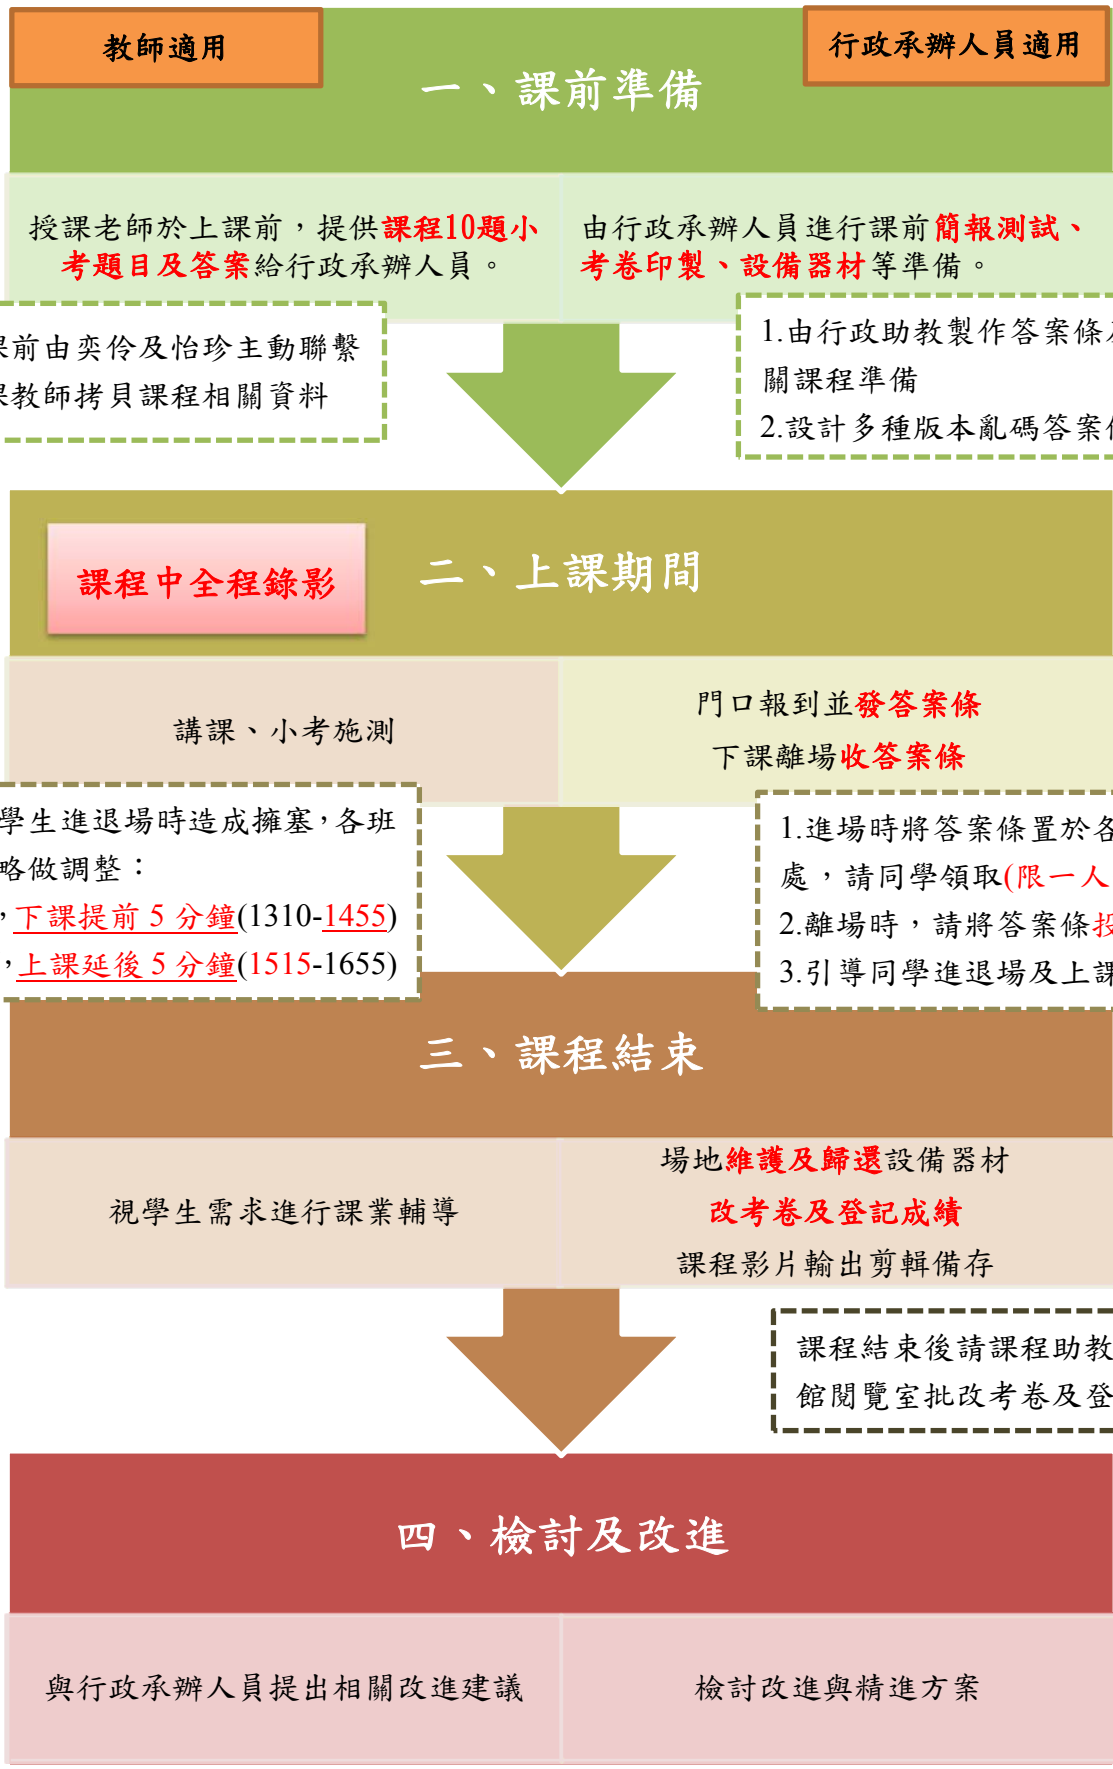 教師適用
行政承辦人員適用
一、課前準備
授課老師於上課前，提供課程10題小
考題目及答案給行政承辦人員。
由行政承辦人員進行課前簡報測試、
考卷印製、設備器材等準備。
課前由奕伶及怡珍主動聯繫
課教師拷貝課程相關資料
1.由行政助教製作答案條及
關課程準備
2.設計多種版本亂碼答案條
課程中全程錄影
二、上課期間
講課、小考施測
門口報到並發答案條
下課離場收答案條
學生進退場時造成擁塞,各班
略做調整：
，下課提前 5 分鐘(1310-1455)
，上課延後 5 分鐘(1515-1655)
1.進場時將答案條置於各
處，請同學領取(限一人
2.離場時，請將答案條投
3.引導同學進退場及上課
三、課程結束
視學生需求進行課業輔導
場地維護及歸還設備器材
改考卷及登記成績
課程影片輸出剪輯備存
課程結束後請課程助教
館閱覽室批改考卷及登
四、檢討及改進
與行政承辦人員提出相關改進建議
檢討改進與精進方案